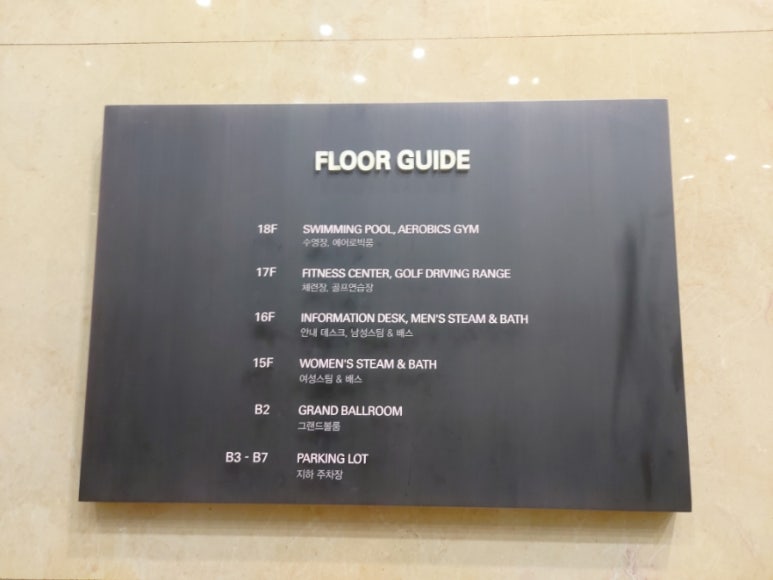 FLOOR GUIDE
18F SWIMMING POOL, AEROBICS GYM
수영장, 에어로빅룸
17F FITNESS CENTER, GOLF DRIVING RANGE
체련장, 골프연습장
16F INFORMATION DESK, MEN'S STEAM & BATH
안내 데스크, 남성스팀 & 배스
15F WOMEN'S STEAM & BATH
여성스팀 & 배스
B2 GRAND BALLROOM
그랜드볼룸
B3 - B7 PARKING LOT
지하 주차장